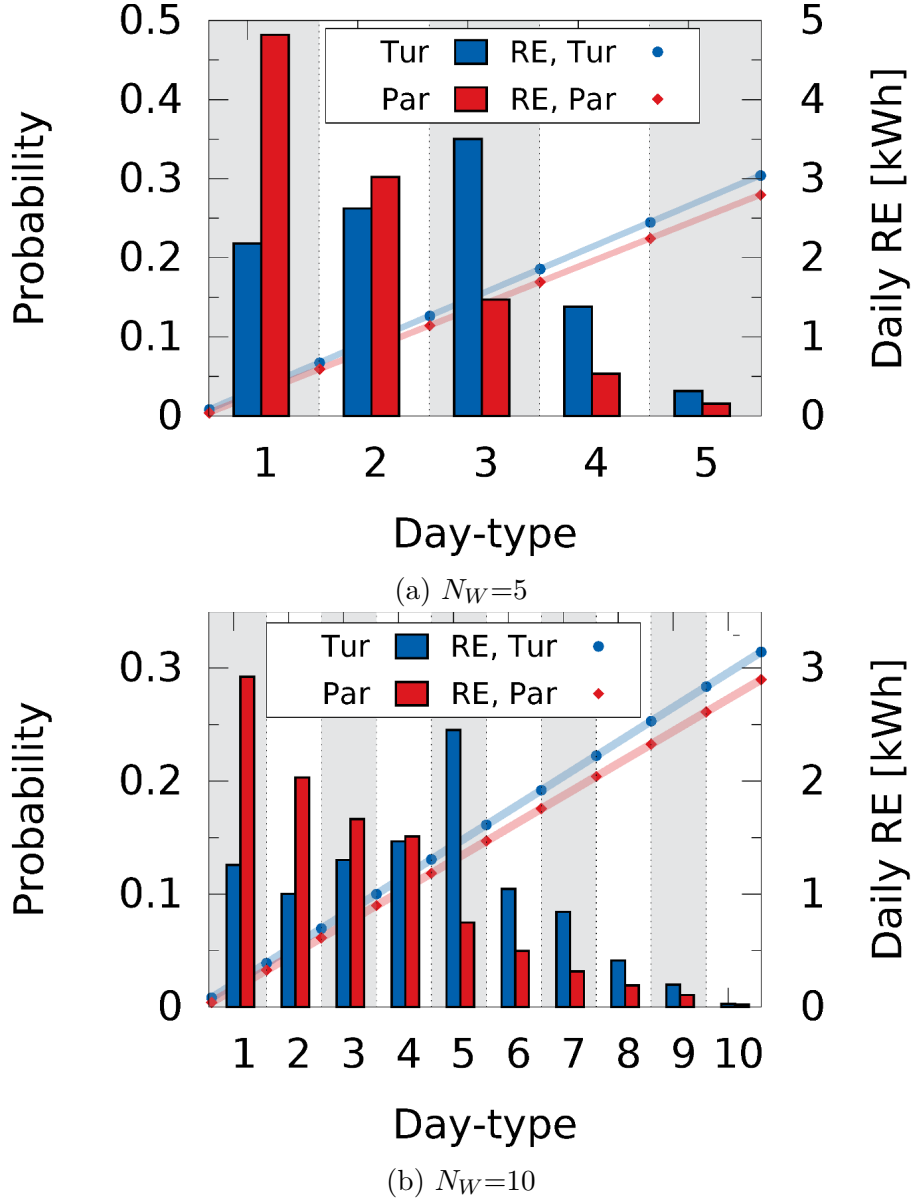 0.5
0.4
0.3
0.2
0.1
0
Probability
Tur RE, Tur
Par RE, Par
5
4
3
2
1
0
Daily RE [kWh]
1 2 3 4 5
Day-type
(a) N_W=5
0.3
0.2
0.1
0
Probability
Tur RE, Tur
Par RE, Par
3
2
1
0
Daily RE [kWh]
1 2 3 4 5 6 7 8 9 10
Day-type
(b) N_W=10